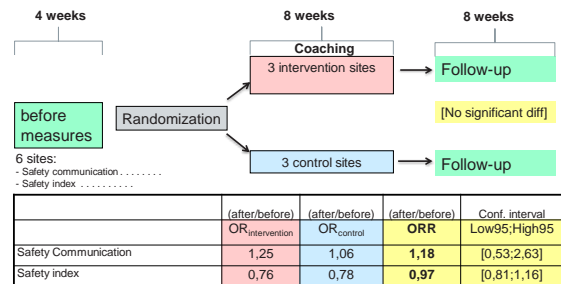 4 weeks
8 weeks
8 weeks
Coaching
3 intervention sites
Follow-up
before
measures
Randomization
[No significant diff]
3 control sites
Follow-up
6 sites:
- Safety communication . . . . . . . .
- Safety index . . . . . . . . . .
(after/before) (after/before) (after/before) Conf. interval
ORintervention ORcontrol ORR Low95;High95
Safety Communication 1,25 1,06 1,18 [0,53;2,63]
Safety index 0,76 0,78 0,97 [0,81;1,16]